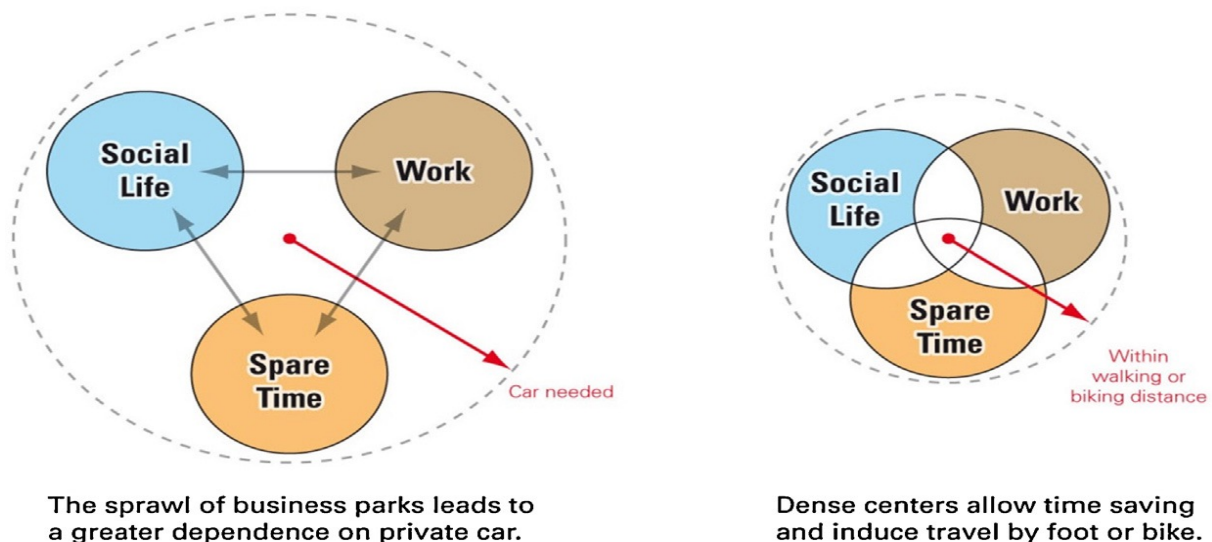 Social
Life
Work
Spare
Time
Car needed
The sprawl of business parks leads to
a greater dependence on private car.
Social
Life
Work
Spare
Time
Within
walking or
biking distance
Dense centers allow time saving
and induce travel by foot or bike.